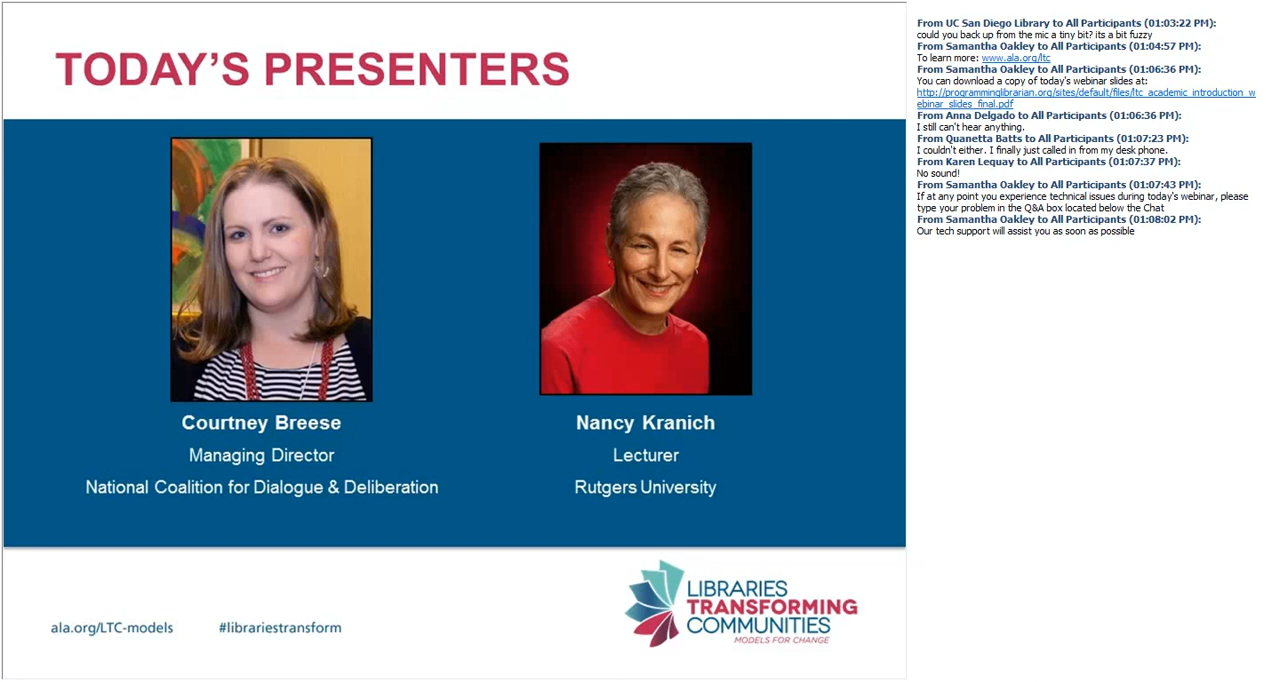 TODAY'S PRESENTERS
Courtney Breese
Managing Director
National Coalition for Dialogue & Deliberation
Nancy Kranich
Lecturer
Rutgers University
ala.org/LTC-models
#librariestransform
LIBRARIES
TRANSFORMING
COMMUNITIES
MODELS FOR CHANGE
From UC San Diego Library to All Participants (01:03:22 PM):
could you back up from the mic a tiny bit? its a bit fuzzy
From Samantha Oakley to All Participants (01:04:57 PM):
To learn more: www.ala.org/ltc
From Samantha Oakley to All Participants (01:06:36 PM):
You can download a copy of today's webinar slides at:
http://programminglibrarian.org/sites/default/files/ltc_academic_introduction_w
ebinar_slides_final.pdf
From Anna Delgado to All Participants (01:06:36 PM):
I still can't hear anything.
From Quanetta Batts to All Participants (01:07:23 PM):
I couldn't either. I finally just called in from my desk phone.
From Karen Lequay to All Participants (01:07:37 PM):
No sound!
From Samantha Oakley to All Participants (01:07:43 PM):
If at any point you experience technical issues during today's webinar, please
type your problem in the Q&A box located below the Chat
From Samantha Oakley to All Participants (01:08:02 PM):
Our tech support will assist you as soon as possible